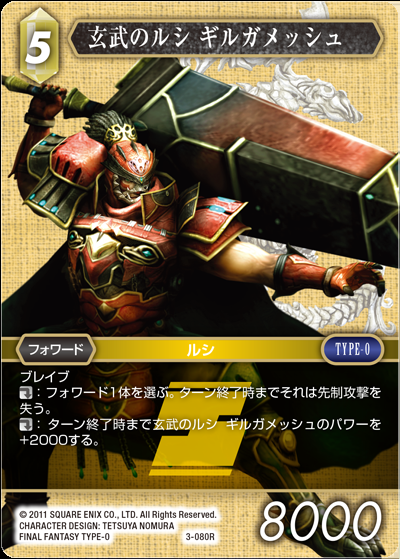 5
玄武のルシ ギルガメッシュ
フォワード
ルシ
TYPE-0
ブレイブ
：フォワード1体を選ぶ。ターン終了時までそれは先制攻撃を
失う。
：ターン終了時まで玄武のルシ ギルガメッシュのパワーを
+2000する。
© 2011 SQUARE ENIX CO., LTD. All Rights Reserved.
CHARACTER DESIGN: TETSUYA NOMURA
FINAL FANTASY TYPE-0
3-080R
8000